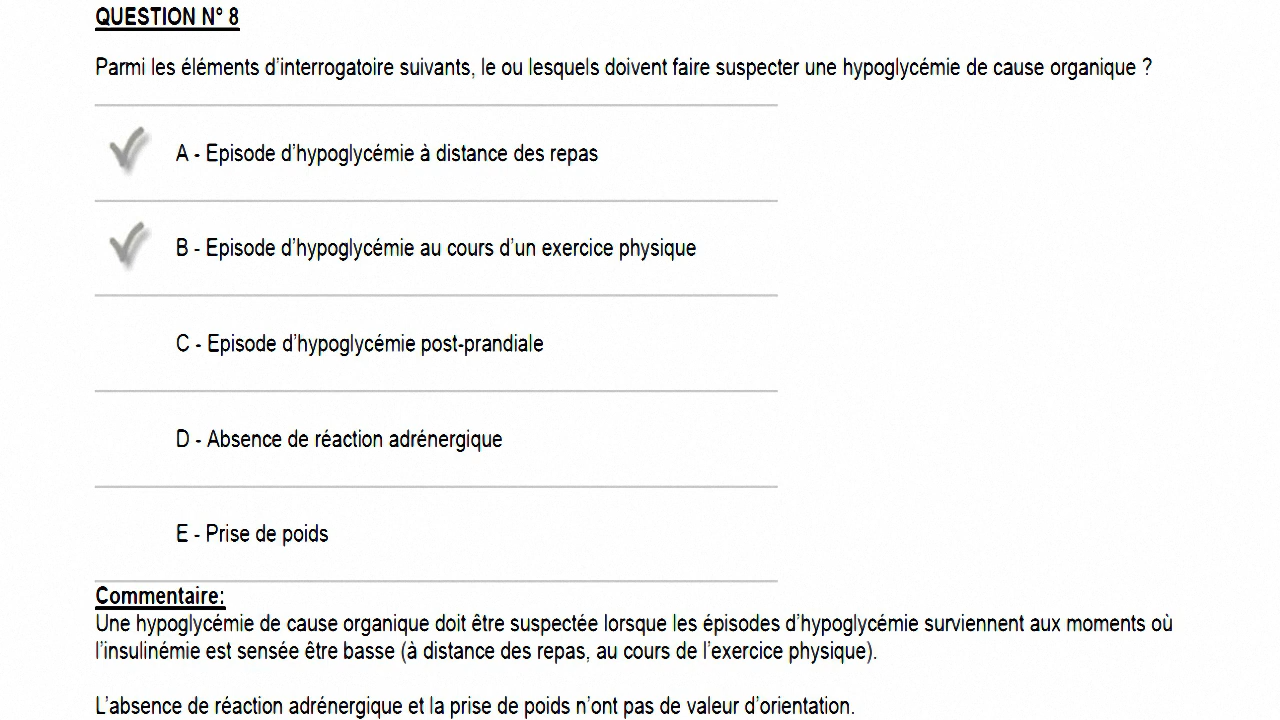 QUESTION N° 8
Parmi les éléments d'interrogatoire suivants, le ou lesquels doivent faire suspecter une hypoglycémie de cause organique ?
A - Episode d'hypoglycémie à distance des repas
B - Episode d'hypoglycémie au cours d'un exercice physique
C - Episode d'hypoglycémie post-prandiale
D - Absence de réaction adrénergique
E - Prise de poids
Commentaire:
Une hypoglycémie de cause organique doit être suspectée lorsque les épisodes d'hypoglycémie surviennent aux moments où
l'insulinémie est sensée être basse (à distance des repas, au cours de l'exercice physique).
L'absence de réaction adrénergique et la prise de poids n'ont pas de valeur d'orientation.